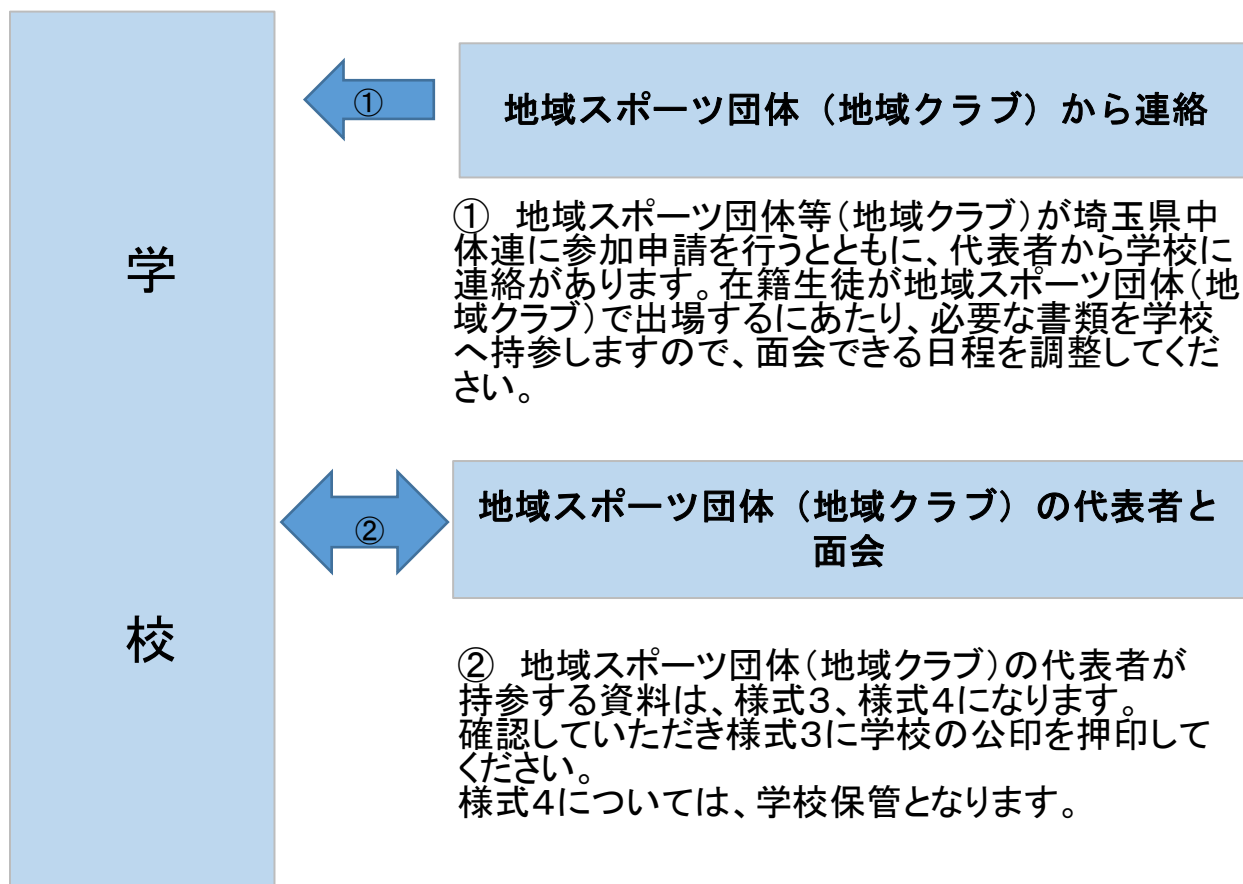 学
校
①
地域スポーツ団体（地域クラブ）から連絡
①　地域スポーツ団体等（地域クラブ）が埼玉県中
体連に参加申請を行うとともに、代表者から学校に
連絡があります。在籍生徒が地域スポーツ団体（地
域クラブ）で出場するにあたり、必要な書類を学校
へ持参しますので、面会できる日程を調整してくだ
さい。
②
地域スポーツ団体（地域クラブ）の代表者と
面会
②　地域スポーツ団体（地域クラブ）の代表者が
持参する資料は、様式３、様式４になります。
確認していただき様式３に学校の公印を押印して
ください。
様式４については、学校保管となります。